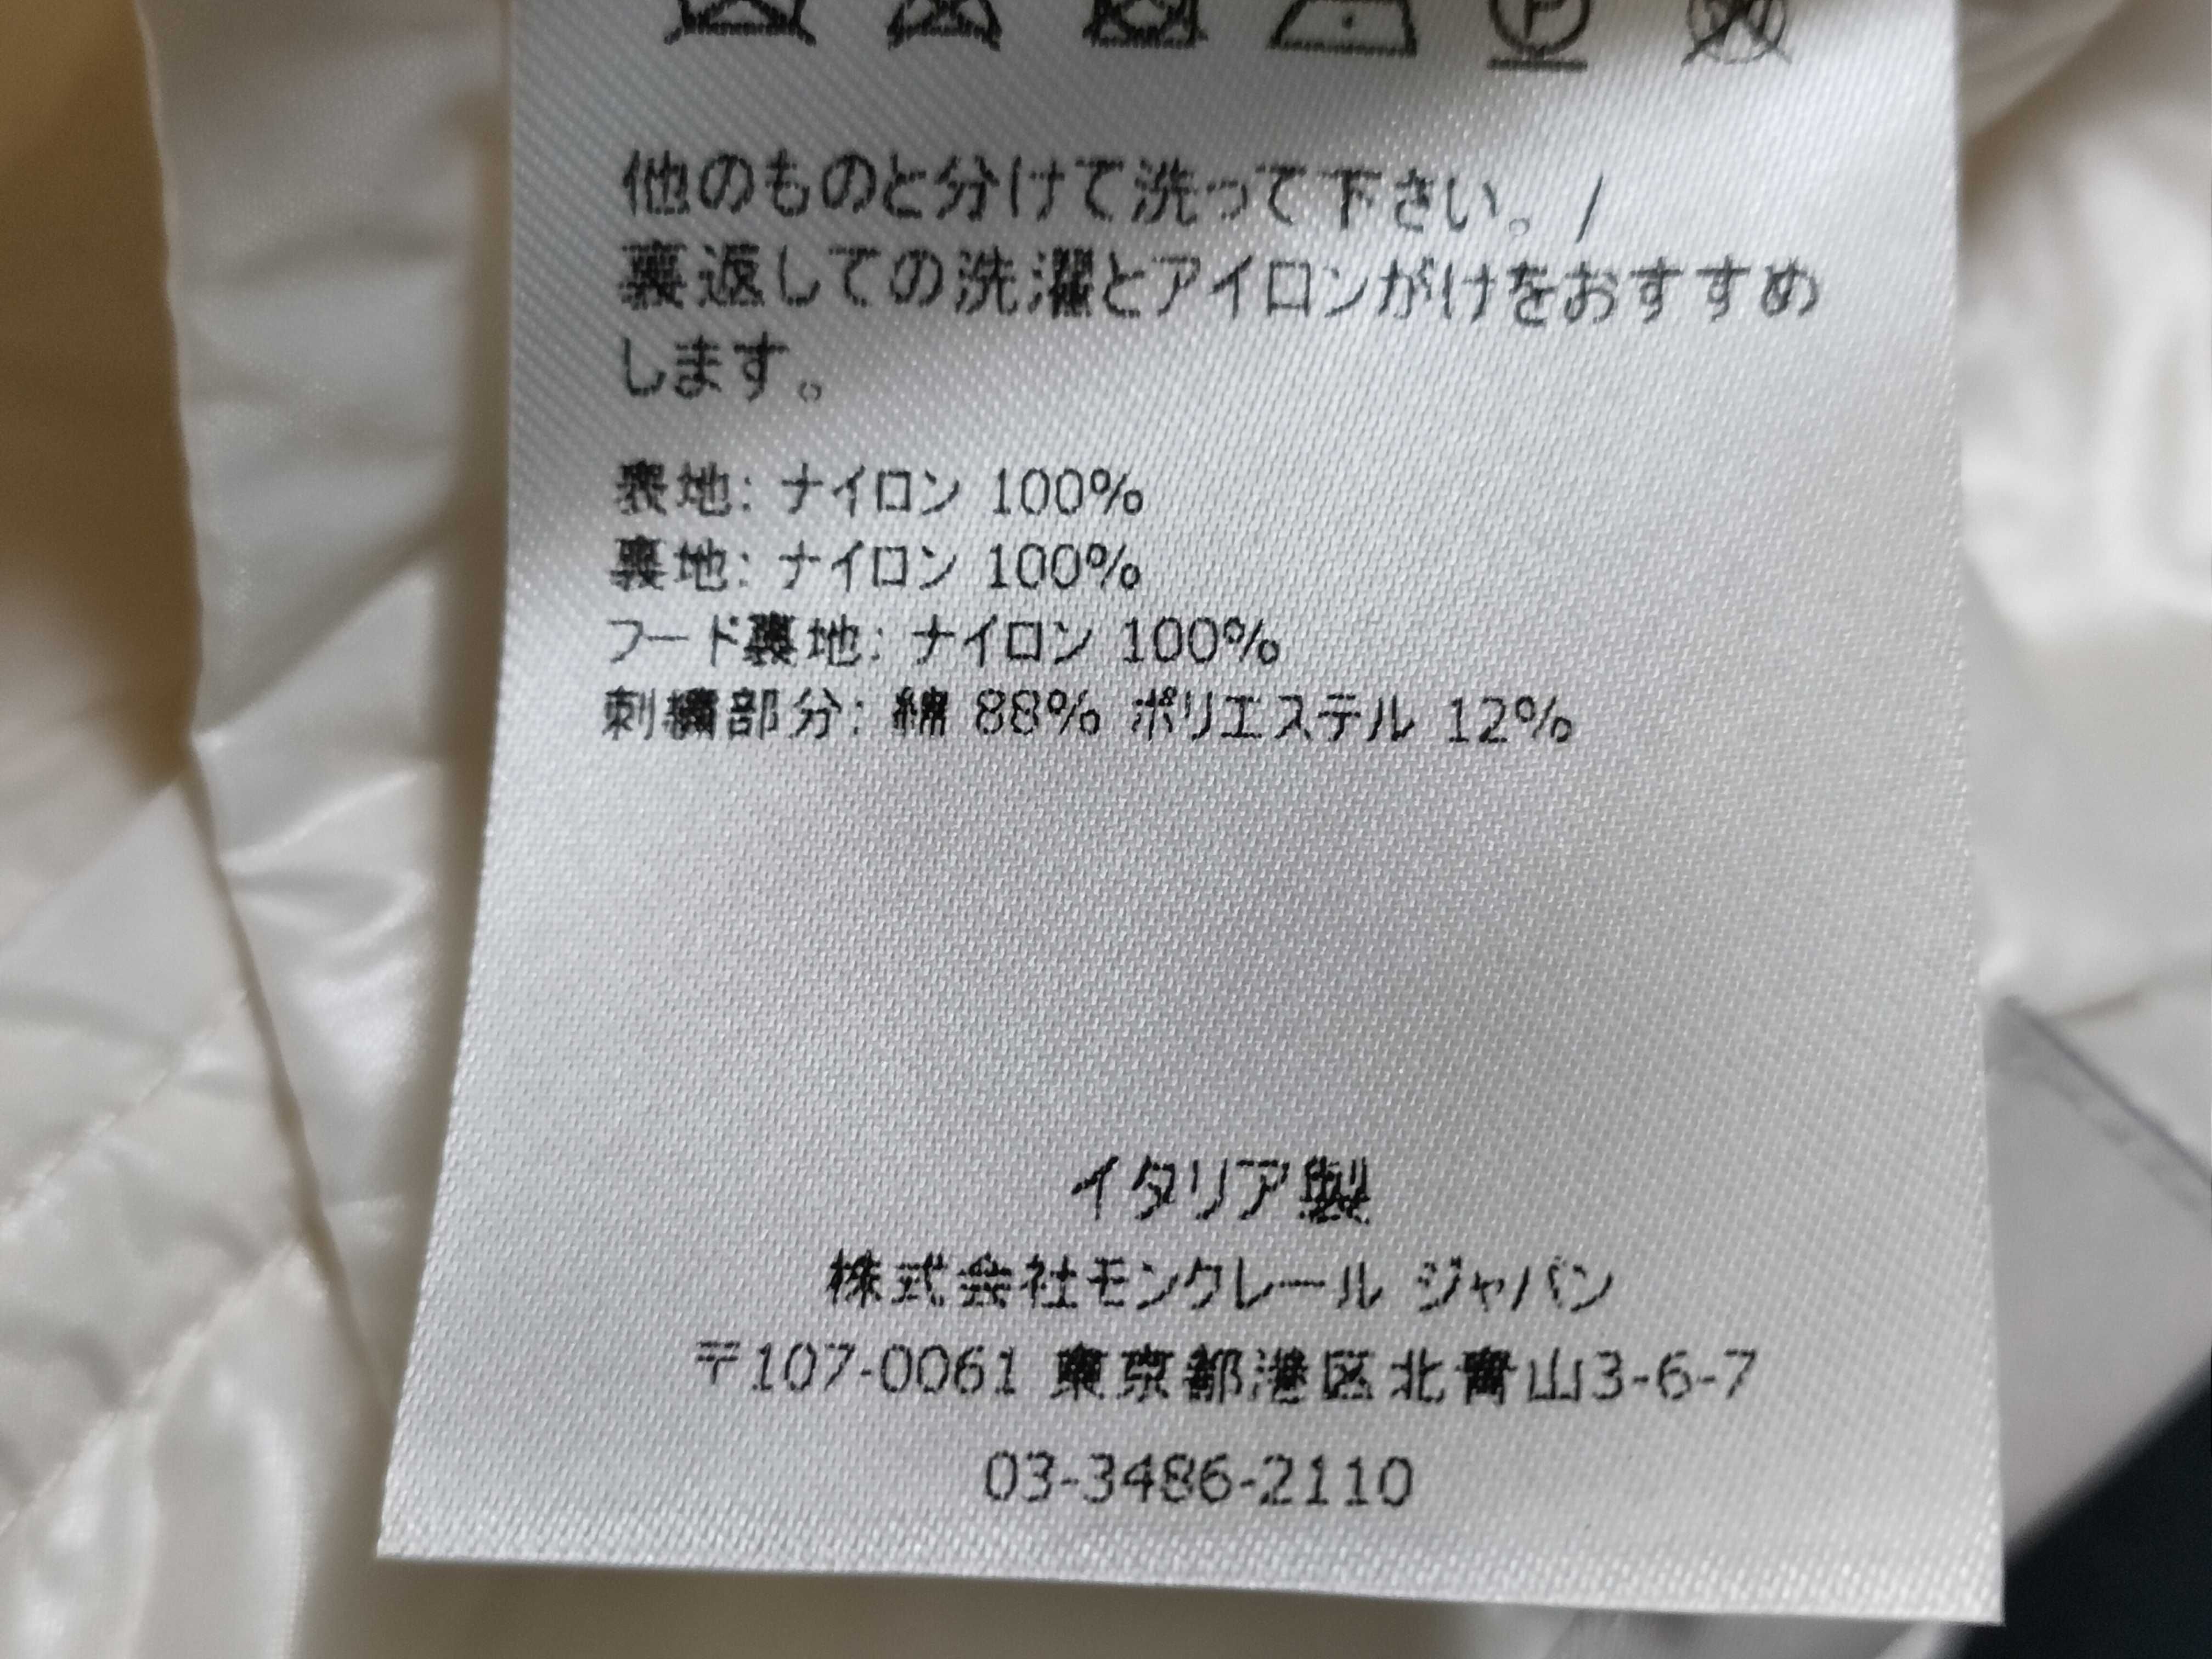 他のものと分けて洗って下さい。/
裏返しての洗濯とアイロンがけをおすすめ
します。
表地: ナイロン 100%
裏地: ナイロン 100%
フード裏地: ナイロン 100%
刺繍部分: 綿 88% ポリエステル 12%
イタリア製
株式会社モンクレール ジャパン
〒107-0061 東京都港区北青山3-6-7
03-3486-2110